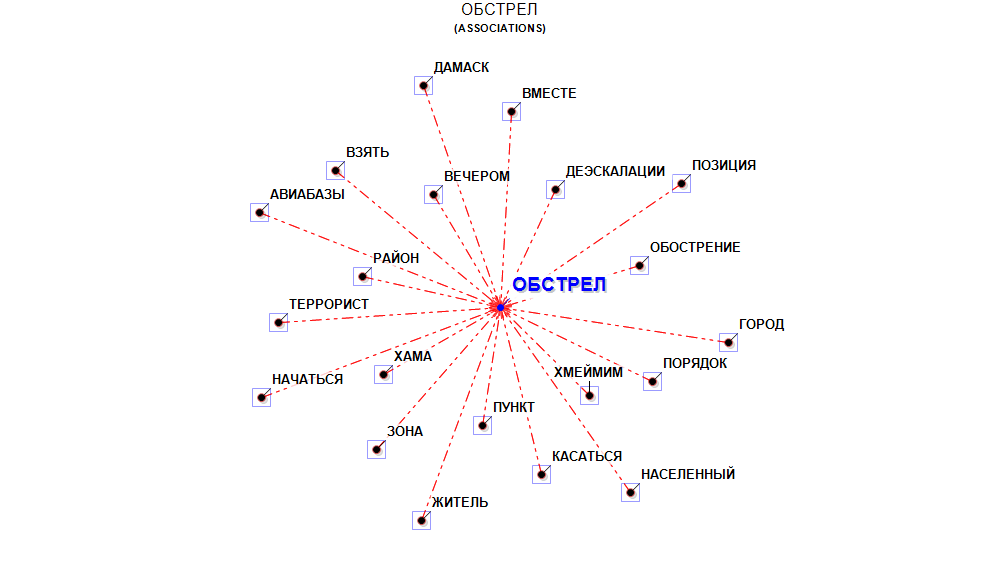 ОБСТРЕЛ
(ASSOCIATIONS)
ДАМАСК
ВМЕСТЕ
ВЗЯТЬ
ДЕЭСКАЛАЦИИ
ПОЗИЦИЯ
ВЕЧЕРОМ
АВИАБАЗЫ
ОБОСТРЕНИЕ
РАЙОН
ОБСТРЕЛ
ТЕРРОРИСТ
ГОРОД
ХАМА
ПОРЯДОК
ХМЕЙМИМ
НАЧАТЬСЯ
ПУНКТ
ЗОНА
КАСАТЬСЯ
НАСЕЛЕННЫЙ
ЖИТЕЛЬ